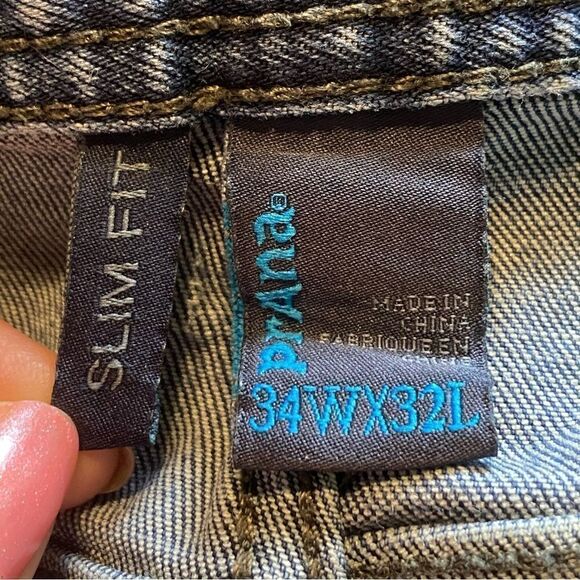 SLIM FIT
prAna®
MADE IN
CHINA
FABRIQUE EN
34WX32L